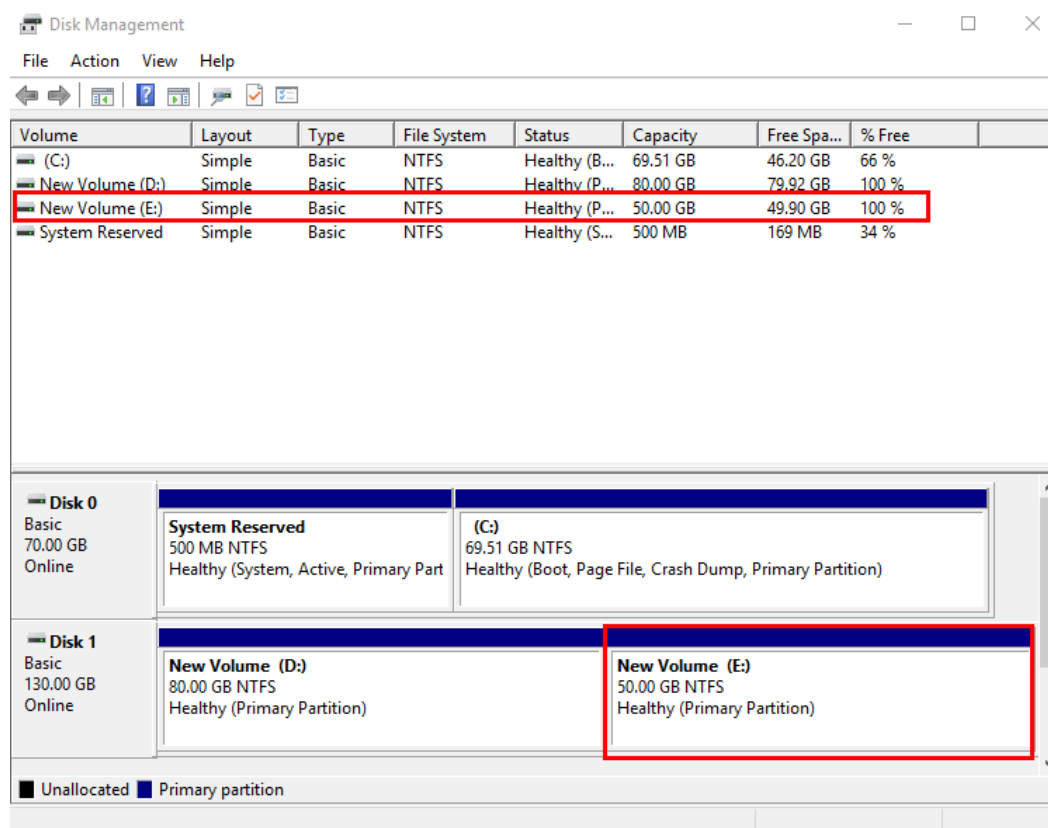 Disk Management
File Action View Help
Volume Layout Type File System Status Capacity Free Spa... % Free
(C:) Simple Basic NTFS Healthy (B... 69.51 GB 46.20 GB 66 %
New Volume (D:) Simple Basic NTFS Healthy (P... 80.00 GB 79.92 GB 100 %
New Volume (E:) Simple Basic NTFS Healthy (P... 50.00 GB 49.90 GB 100 %
System Reserved Simple Basic NTFS Healthy (S... 500 MB 169 MB 34 %
Disk 0
Basic
70.00 GB
Online
System Reserved
500 MB NTFS
Healthy (System, Active, Primary Part
(C:)
69.51 GB NTFS
Healthy (Boot, Page File, Crash Dump, Primary Partition)
Disk 1
Basic
130.00 GB
Online
New Volume (D:)
80.00 GB NTFS
Healthy (Primary Partition)
New Volume (E:)
50.00 GB NTFS
Healthy (Primary Partition)
Unallocated Primary partition